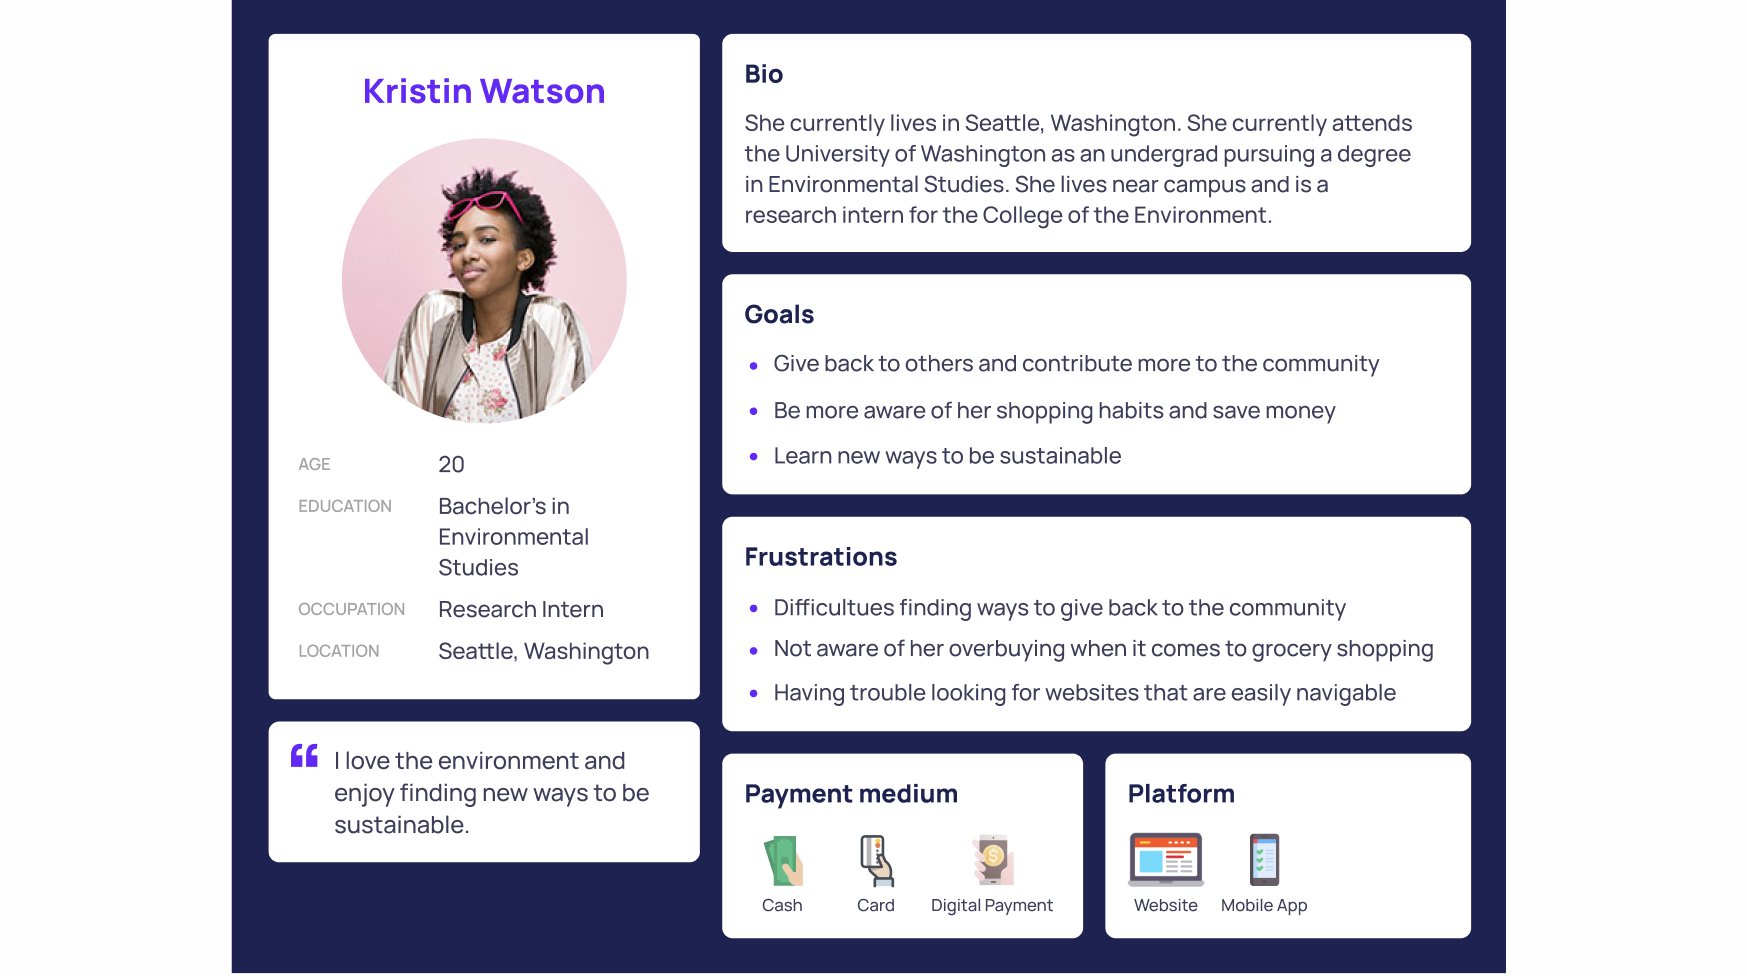 Kristin Watson
AGE 20
EDUCATION Bachelor’s in
Environmental
Studies
OCCUPATION Research Intern
LOCATION Seattle, Washington
“ I love the environment and
enjoy finding new ways to be
sustainable.
Bio
She currently lives in Seattle, Washington. She currently attends
the University of Washington as an undergrad pursuing a degree
in Environmental Studies. She lives near campus and is a
research intern for the College of the Environment.
Goals
• Give back to others and contribute more to the community
• Be more aware of her shopping habits and save money
• Learn new ways to be sustainable
Frustrations
• Difficultues finding ways to give back to the community
• Not aware of her overbuying when it comes to grocery shopping
• Having trouble looking for websites that are easily navigable
Payment medium
$
Cash Card Digital Payment
Platform
Website Mobile App